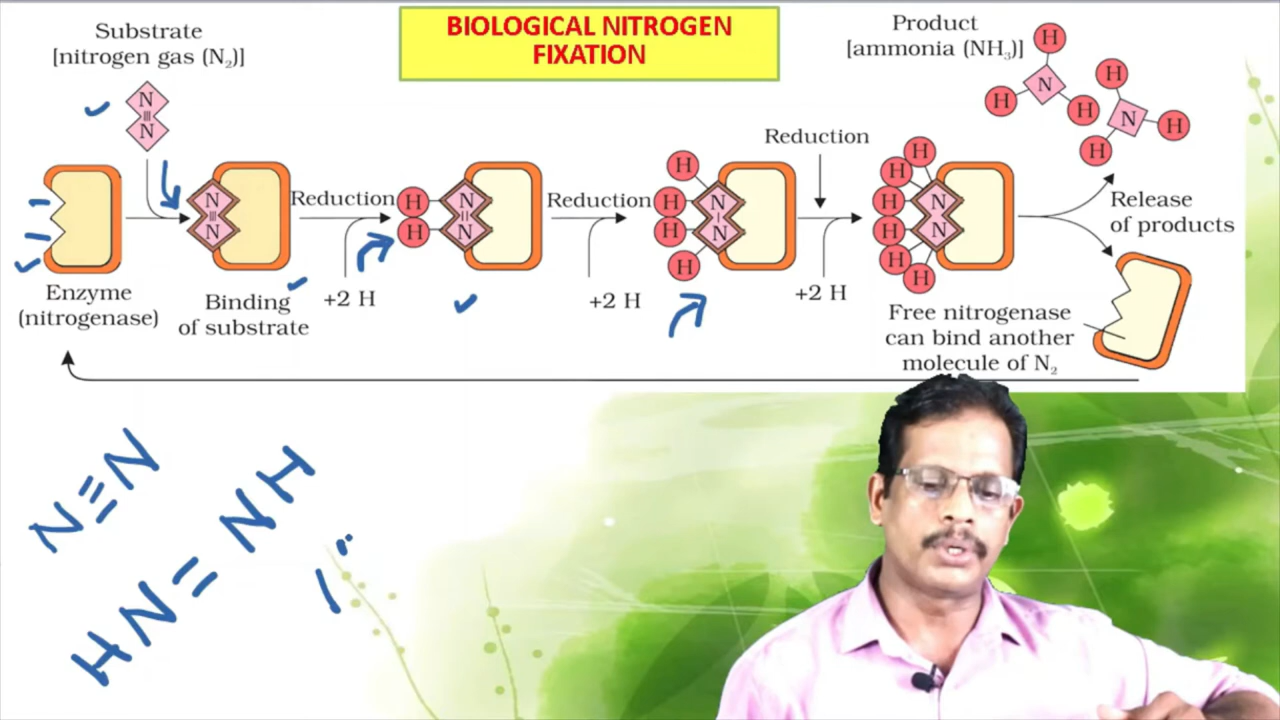 BIOLOGICAL NITROGEN
FIXATION
Substrate
[nitrogen gas (N₂)]
N
≡
N
Enzyme
(nitrogenase)
N
≡
N
Binding
of substrate
Reduction
+2 H
H
H
N
=
N
Reduction
+2 H
H
H
H
H
N
-
N
Reduction
+2 H
H
H
H
H
H
H
N
N
Product
[ammonia (NH₃)]
H
H
N
H
H
N
H
H
Release
of products
Free nitrogenase
can bind another
molecule of N₂
N≡N
HN=NH